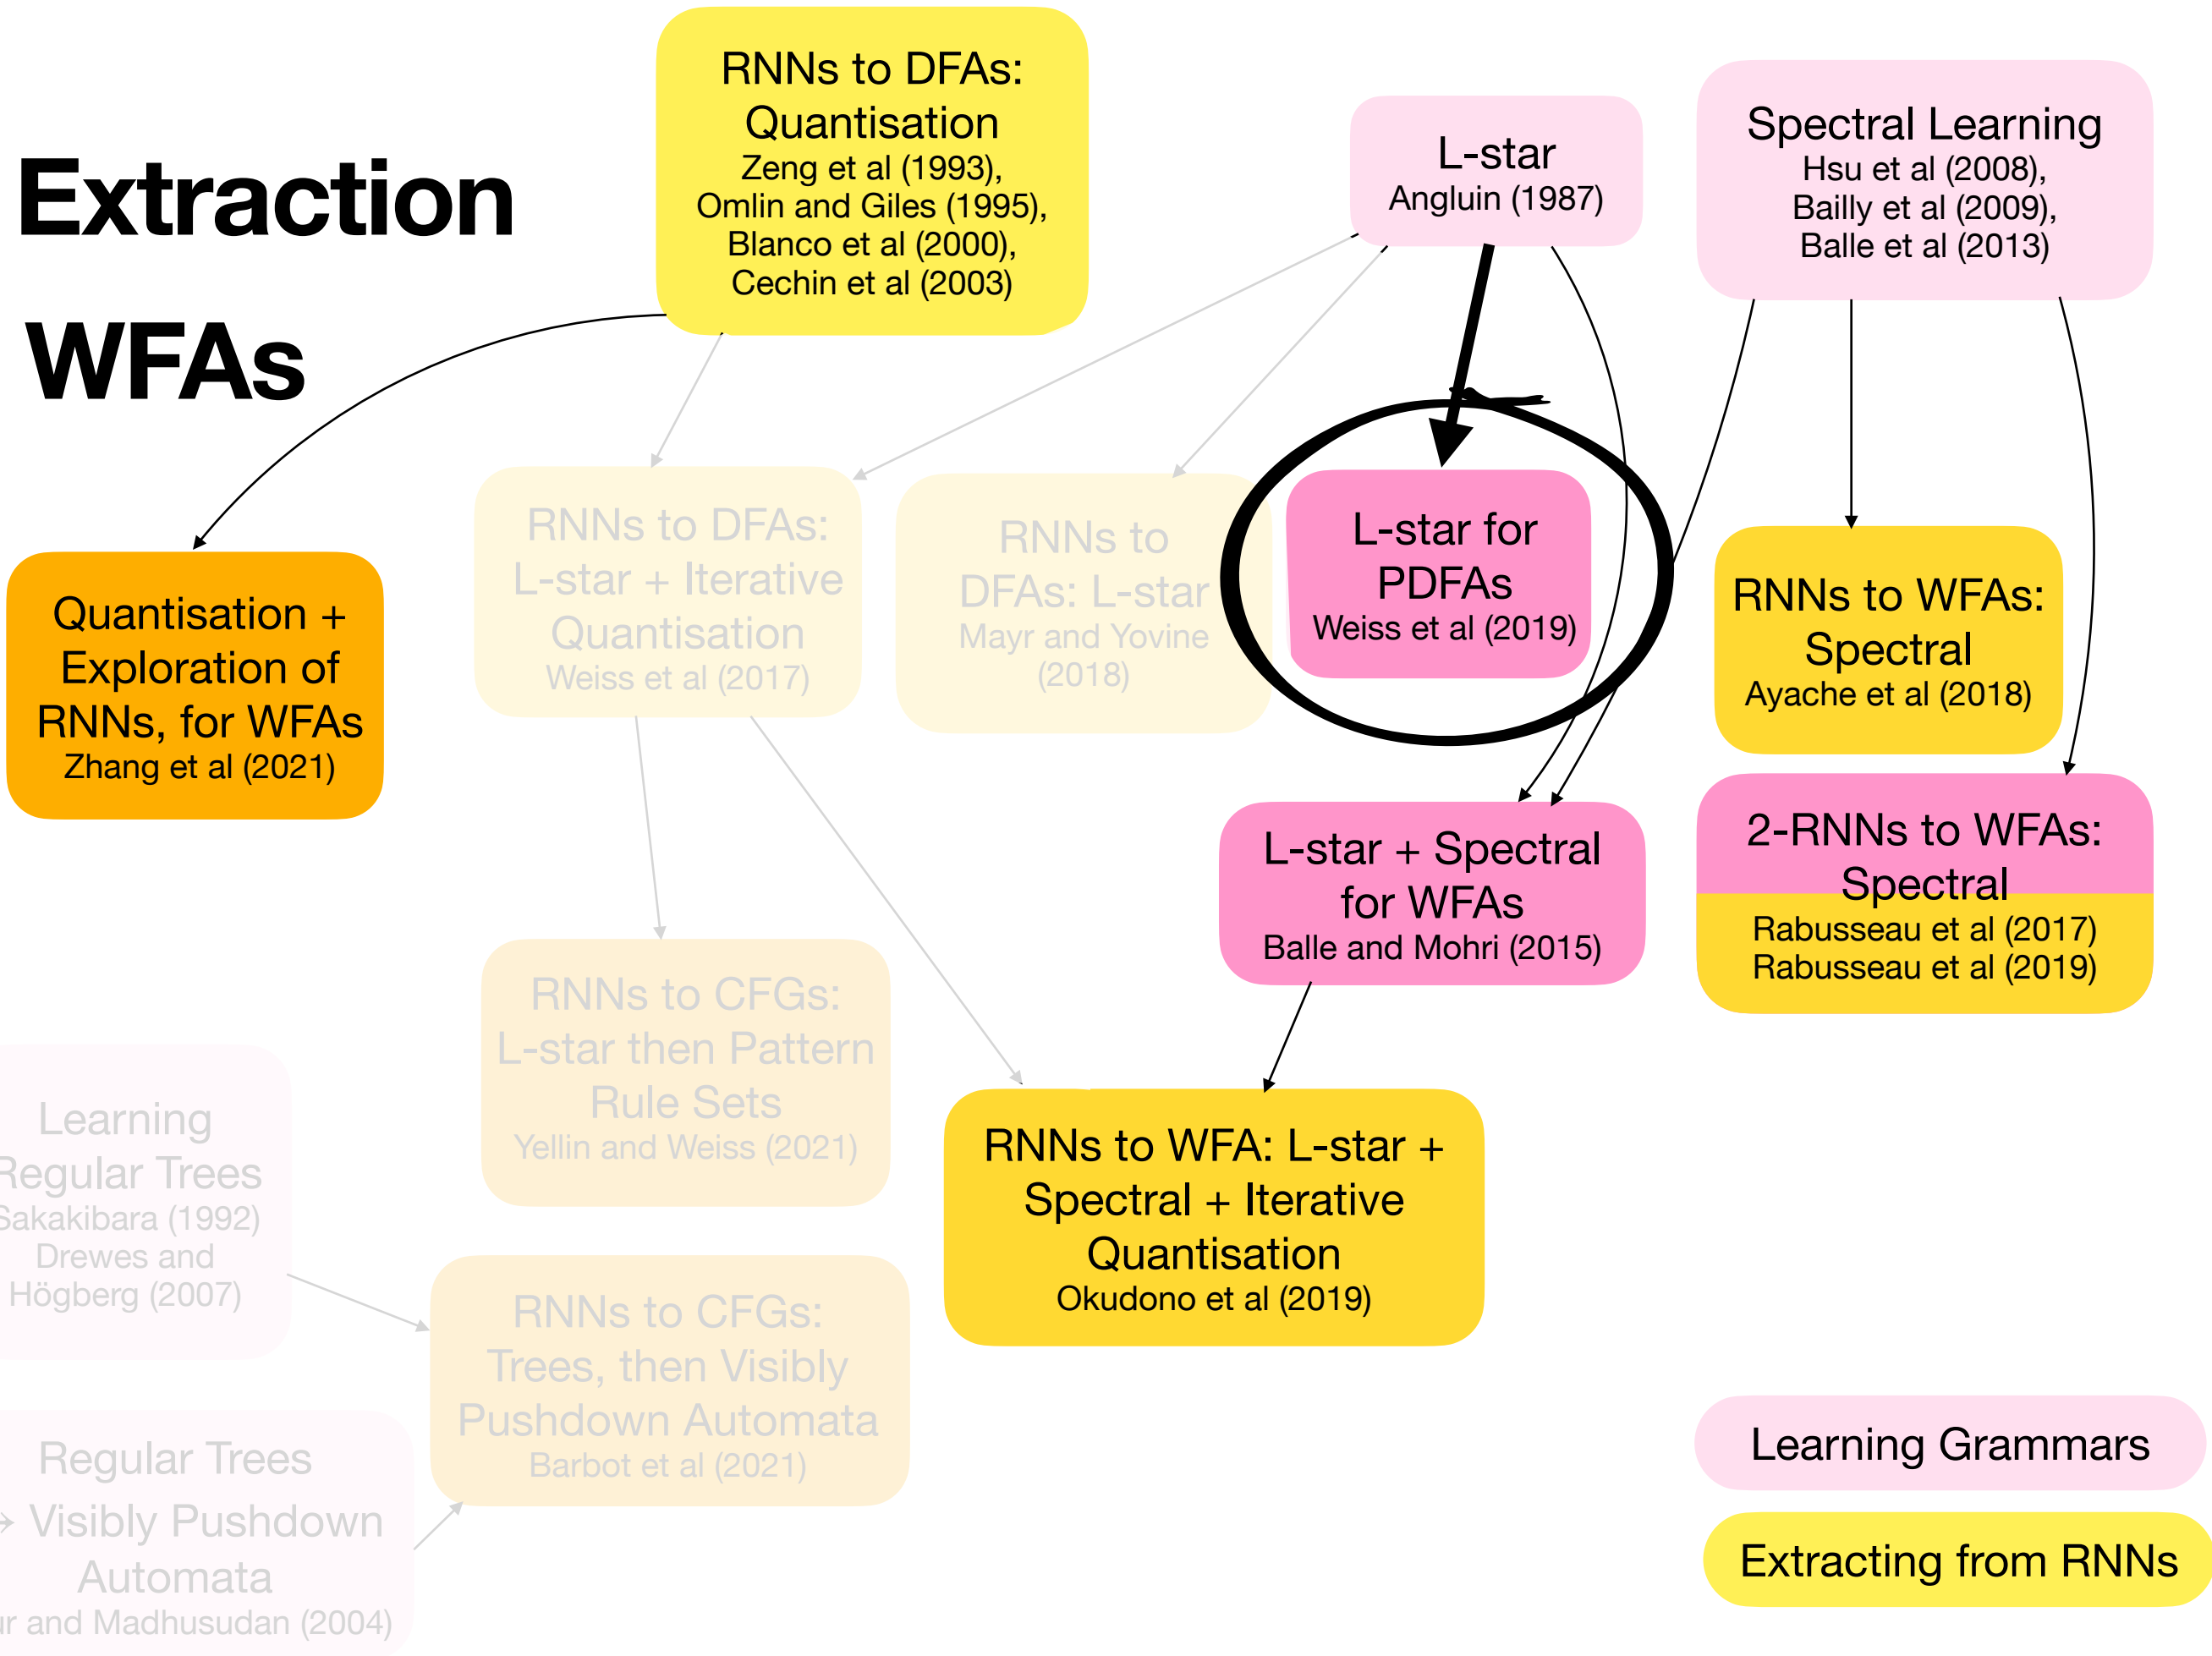 Extraction
WFAs
RNNs to DFAs:
Quantisation
Zeng et al (1993),
Omlin and Giles (1995),
Blanco et al (2000),
Cechin et al (2003)
L-star
Angluin (1987)
Spectral Learning
Hsu et al (2008),
Bailly et al (2009),
Balle et al (2013)
Quantisation +
Exploration of
RNNs, for WFAs
Zhang et al (2021)
RNNs to DFAs:
L-star + Iterative
Quantisation
Weiss et al (2017)
RNNs to
DFAs: L-star
Mayr and Yovine
(2018)
L-star for
PDFAs
Weiss et al (2019)
RNNs to WFAs:
Spectral
Ayache et al (2018)
L-star + Spectral
for WFAs
Balle and Mohri (2015)
2-RNNs to WFAs:
Spectral
Rabusseau et al (2017)
Rabusseau et al (2019)
RNNs to CFGs:
L-star then Pattern
Rule Sets
Yellin and Weiss (2021)
Learning
Regular Trees
Sakakibara (1992)
Drewes and
Högberg (2007)
RNNs to WFA: L-star +
Spectral + Iterative
Quantisation
Okudono et al (2019)
RNNs to CFGs:
Trees, then Visibly
Pushdown Automata
Barbot et al (2021)
Regular Trees
→ Visibly Pushdown
Automata
and Madhusudan (2004)
Learning Grammars
Extracting from RNNs